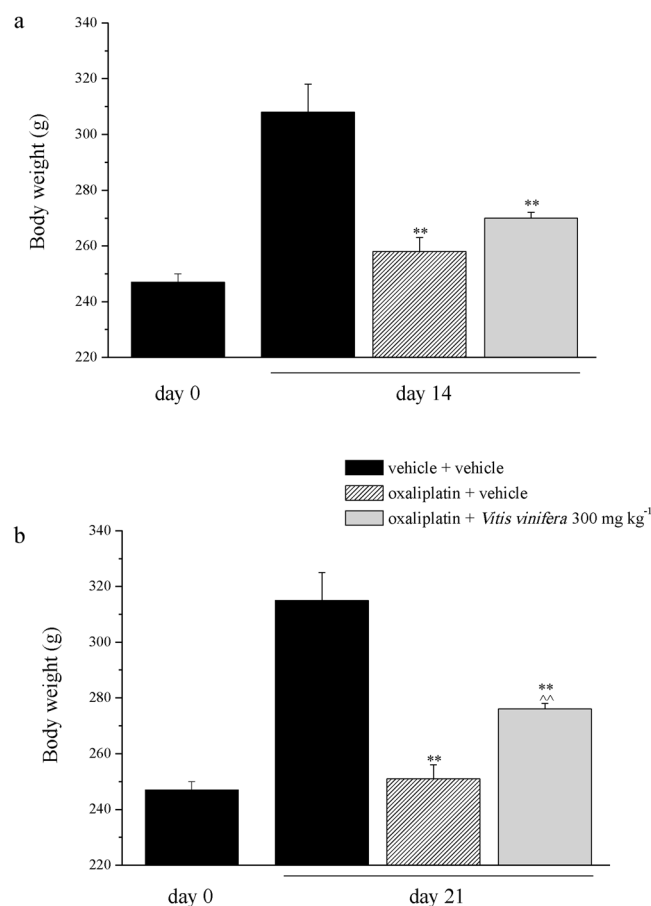 a
340
320
300
280
260
240
220
Body weight (g)
**
**
day 0
day 14
vehicle + vehicle
oxaliplatin + vehicle
oxaliplatin + Vitis vinifera 300 mg kg-1
b
340
320
300
280
260
240
220
Body weight (g)
**
**
^^
day 0
day 21